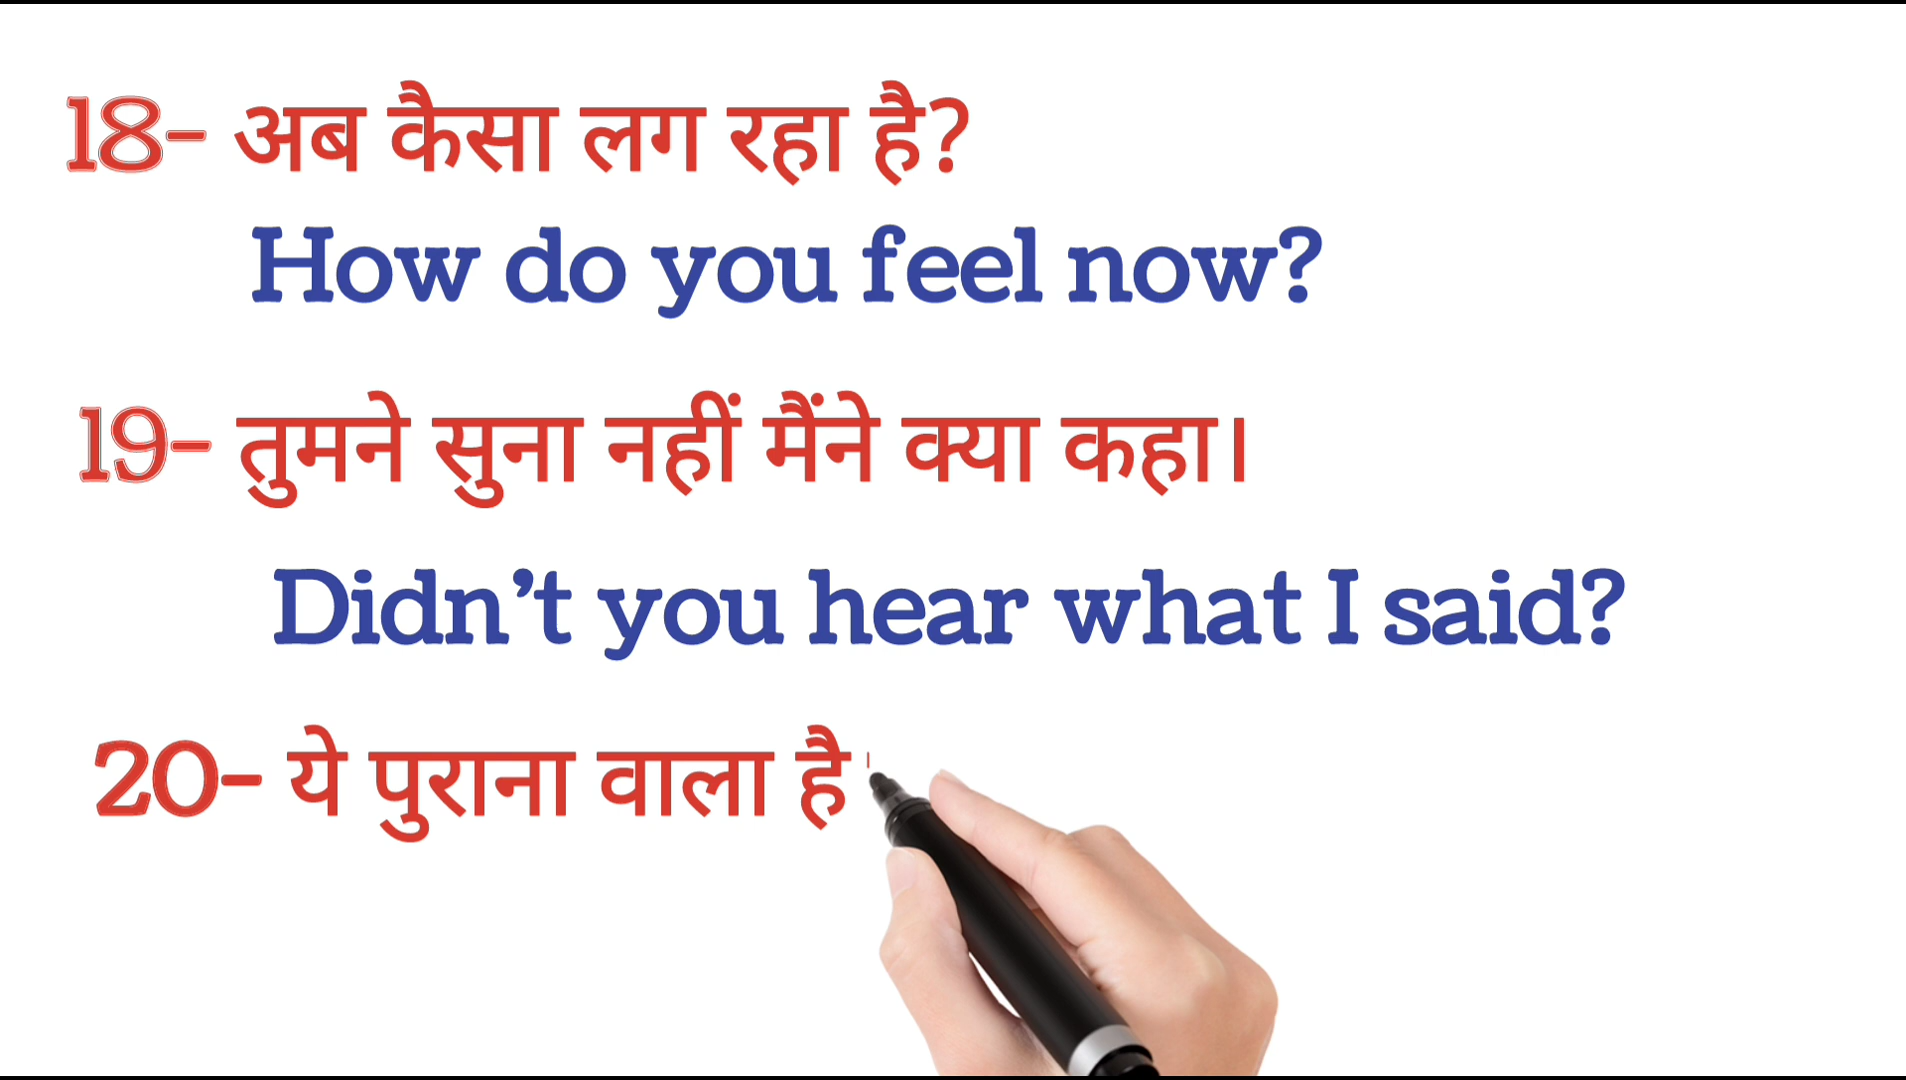 18- अब कैसा लग रहा है?
How do you feel now?
19- तुमने सुना नहीं मैंने क्या कहा।
Didn’t you hear what I said?
20- ये पुराना वाला है